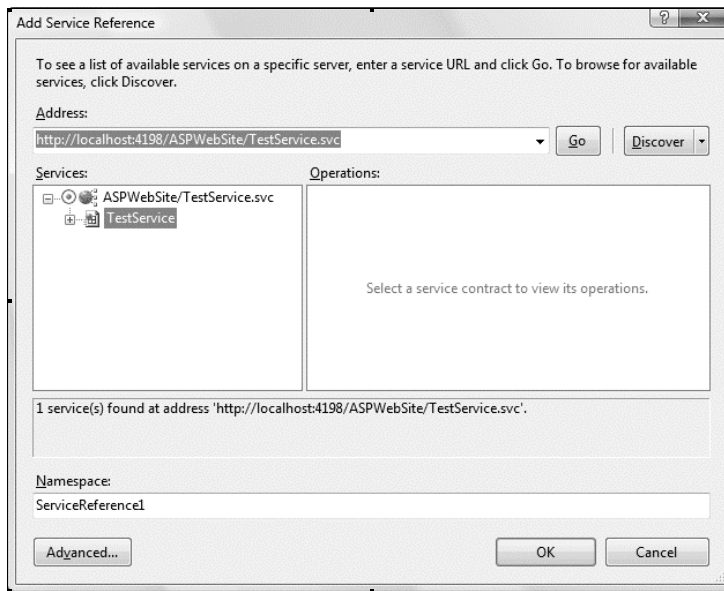 Add Service Reference
To see a list of available services on a specific server, enter a service URL and click Go. To browse for available
services, click Discover.
Address:
http://localhost:4198/ASPWebSite/TestService.svc
Go
Discover
Services:
Operations:
ASPWebSite/TestService.svc
TestService
Select a service contract to view its operations.
1 service(s) found at address 'http://localhost:4198/ASPWebSite/TestService.svc'.
Namespace:
ServiceReference1
Advanced...
OK
Cancel